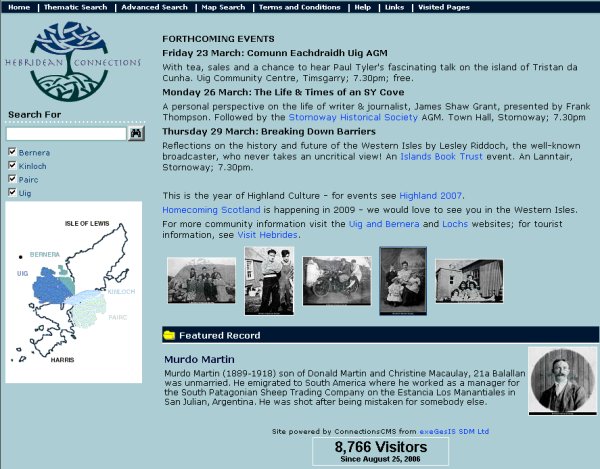 Home | Thematic Search | Advanced Search | Map Search | Terms and Conditions | Help | Links | Visited Pages
HEBRIDEAN CONNECTIONS
Search For
Bernera
Kinloch
Pairc
Uig
ISLE OF LEWIS
BERNERA
UIG
KINLOCH
PAIRC
HARRIS
FORTHCOMING EVENTS
Friday 23 March: Comunn Eachdraidh Uig AGM
With tea, sales and a chance to hear Paul Tyler's fascinating talk on the island of Tristan da
Cunha. Uig Community Centre, Timsgarry; 7.30pm; free.
Monday 26 March: The Life & Times of an SY Cove
A personal perspective on the life of writer & journalist, James Shaw Grant, presented by Frank
Thompson. Followed by the Stornoway Historical Society AGM. Town Hall, Stornoway; 7.30pm
Thursday 29 March: Breaking Down Barriers
Reflections on the history and future of the Western Isles by Lesley Riddoch, the well-known
broadcaster, who never takes an uncritical view! An Islands Book Trust event. An Lanntair,
Stornoway; 7.30pm.
This is the year of Highland Culture – for events see Highland 2007.
Homecoming Scotland is happening in 2009 – we would love to see you in the Western Isles.
For more community information visit the Uig and Bernera and Lochs websites; for tourist
information, see Visit Hebrides.
Featured Record
Murdo Martin
Murdo Martin (1889-1918) son of Donald Martin and Christine Macaulay, 21a Balallan
was unmarried. He emigrated to South America where he worked as a manager for
the South Patagonian Sheep Trading Company on the Estancia Los Manantiales in
San Julian, Argentina. He was shot after being mistaken for somebody else.
Site powered by ConnectionsCMS from exeGesIS SDM Ltd
8,766 Visitors
Since August 25, 2006